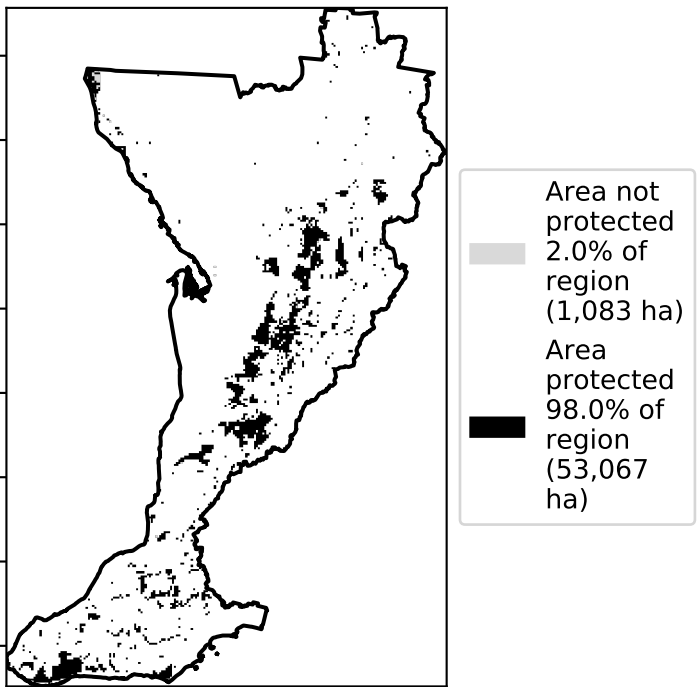 Area not
protected
2.0% of
region
(1,083 ha)
Area
protected
98.0% of
region
(53,067
ha)